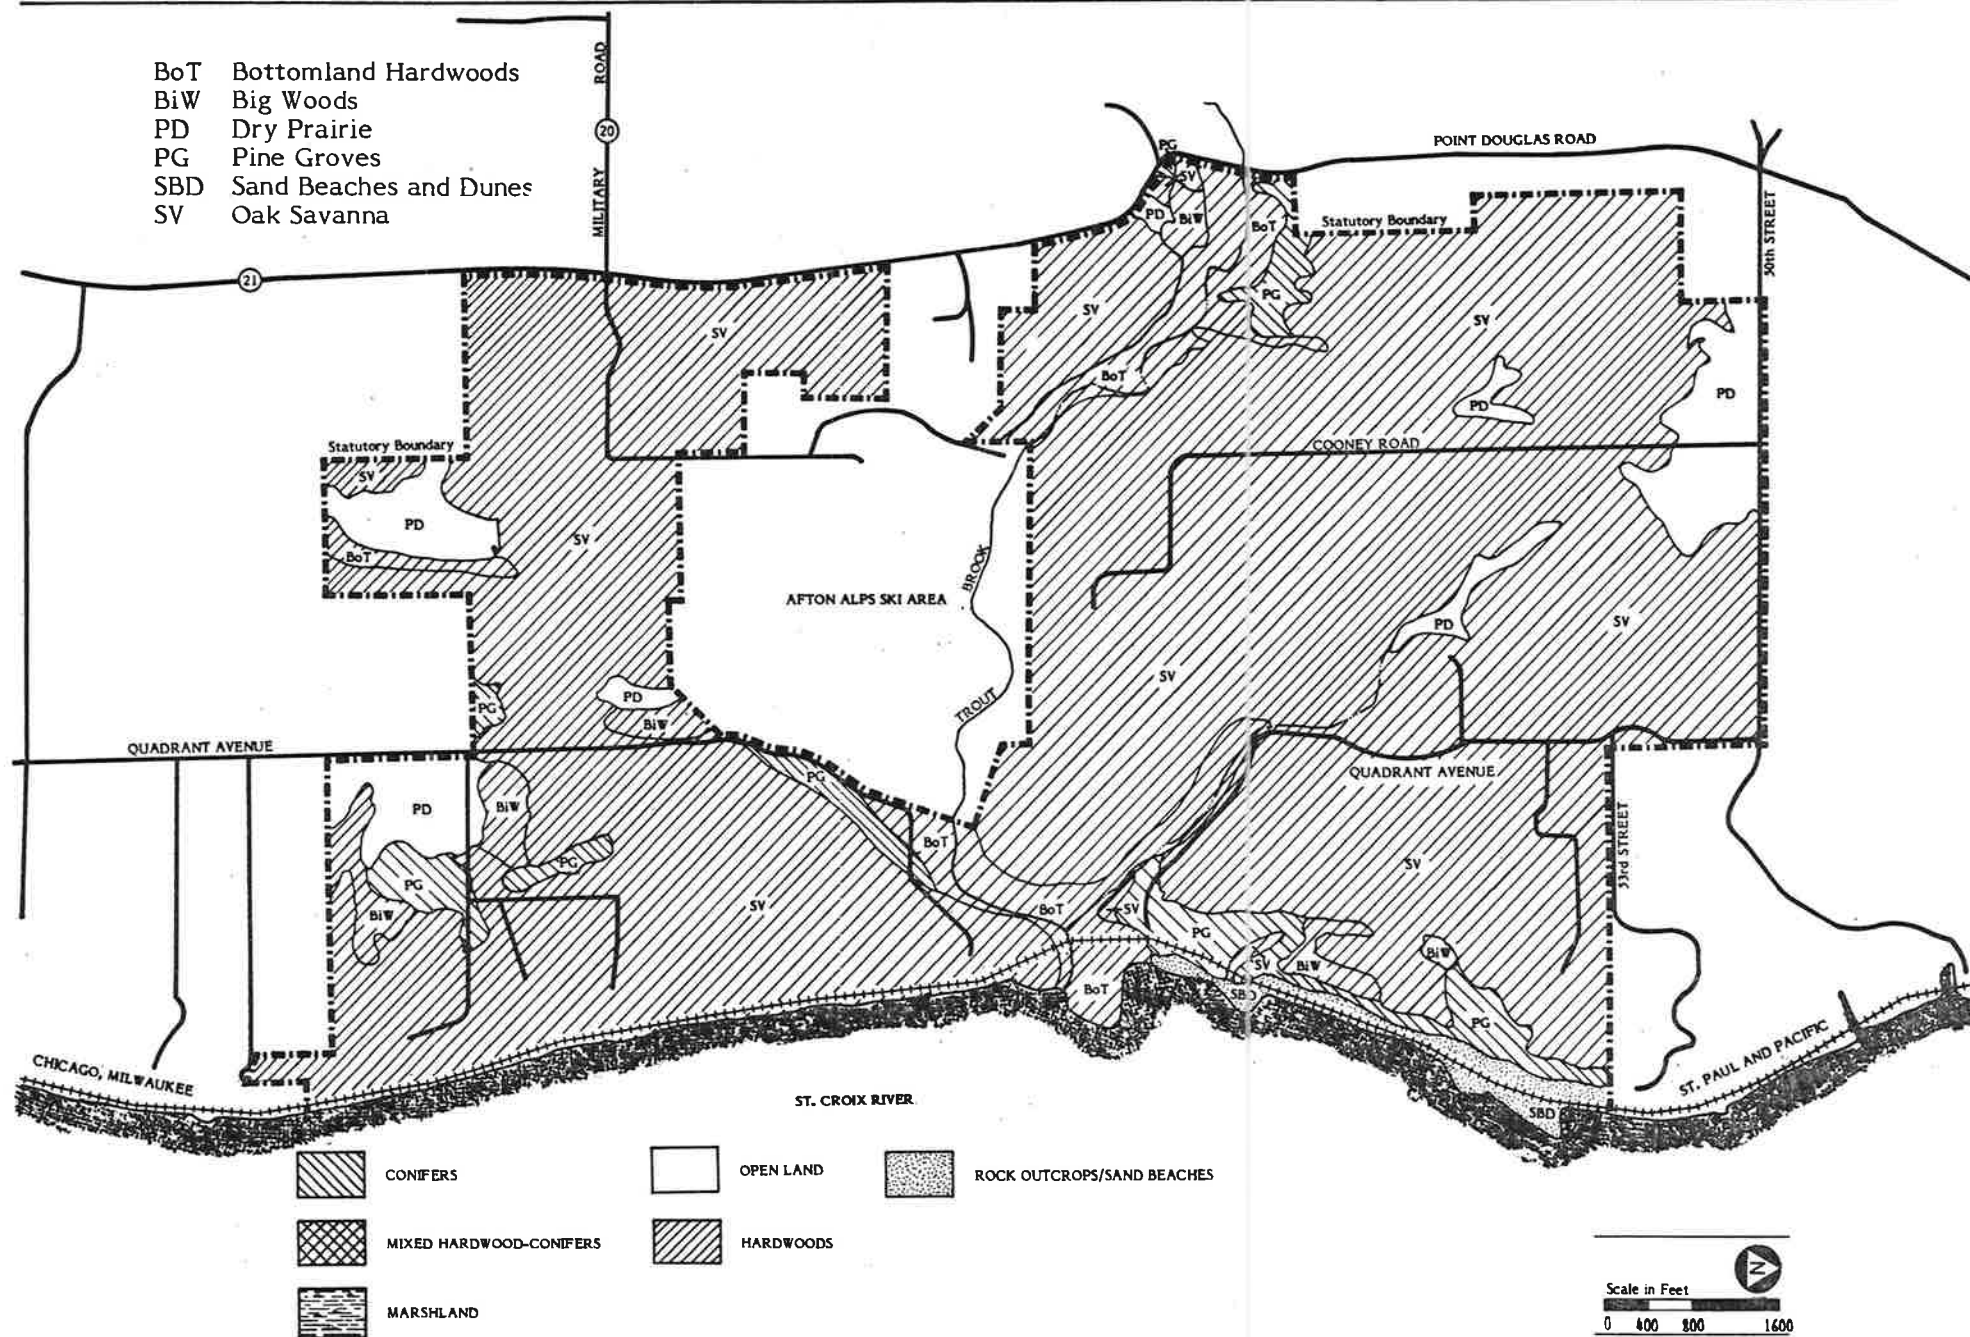 BoT Bottomland Hardwoods
BiW Big Woods
PD Dry Prairie
PG Pine Groves
SBD Sand Beaches and Dunes
SV Oak Savanna
MILITARY ROAD
20
21
POINT DOUGLAS ROAD
50th STREET
Statutory Boundary
PG
SV
PD
BiW
BoT
PG
SV
SV
SV
BoT
PD
PD
COONEY ROAD
Statutory Boundary
SV
PD
BoT
SV
AFTON ALPS SKI AREA
TROUT BROOK
PD
SV
SV
PG
PD
BiW
QUADRANT AVENUE
QUADRANT AVENUE
PD
BiW
PG
PG
BiW
PG
BoT
SV
BoT
SV
PG
SV
BiW
SBD
BoT
SV
BiW
PG
SBD
53rd STREET
CHICAGO, MILWAUKEE
ST. PAUL AND PACIFIC
ST. CROIX RIVER
CONIFERS
OPEN LAND
ROCK OUTCROPS/SAND BEACHES
MIXED HARDWOOD-CONIFERS
HARDWOODS
MARSHLAND
N
Scale in Feet
0 400 800 1600